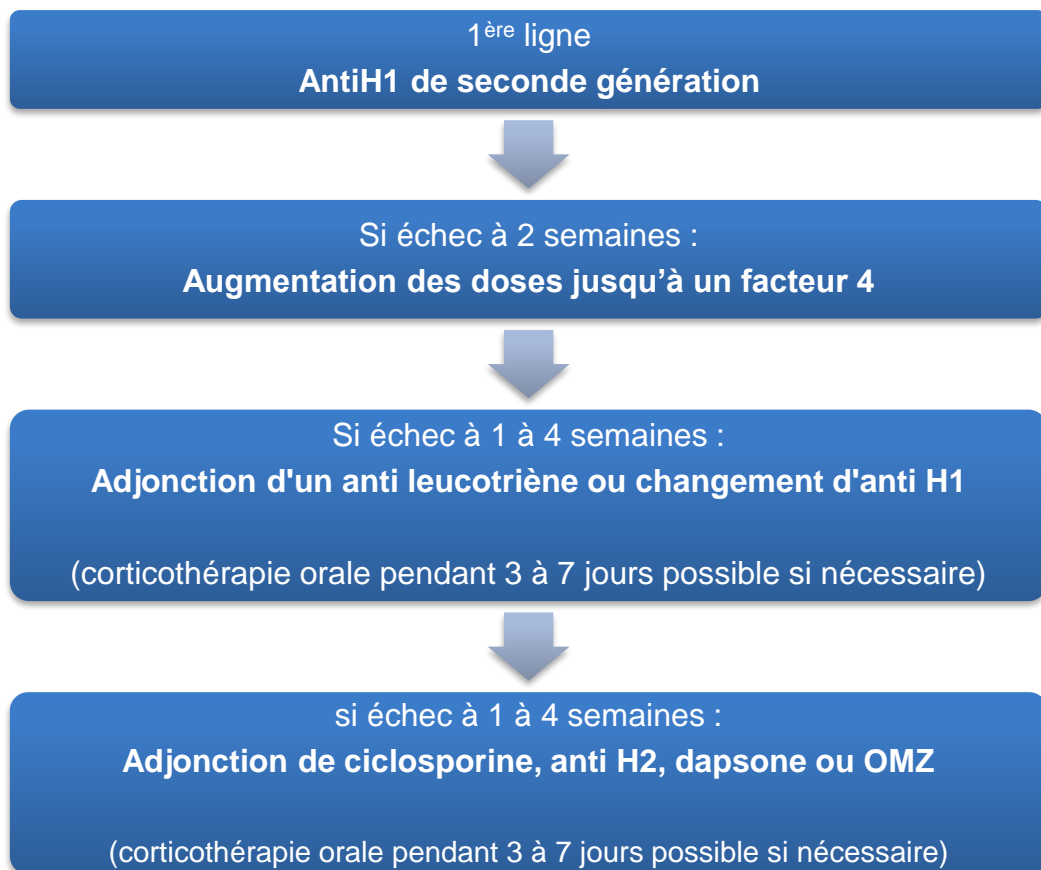 1ère ligne
AntiH1 de seconde génération
Si échec à 2 semaines :
Augmentation des doses jusqu’à un facteur 4
Si échec à 1 à 4 semaines :
Adjonction d'un anti leucotriène ou changement d'anti H1
(corticothérapie orale pendant 3 à 7 jours possible si nécessaire)
si échec à 1 à 4 semaines :
Adjonction de ciclosporine, anti H2, dapsone ou OMZ
(corticothérapie orale pendant 3 à 7 jours possible si nécessaire)